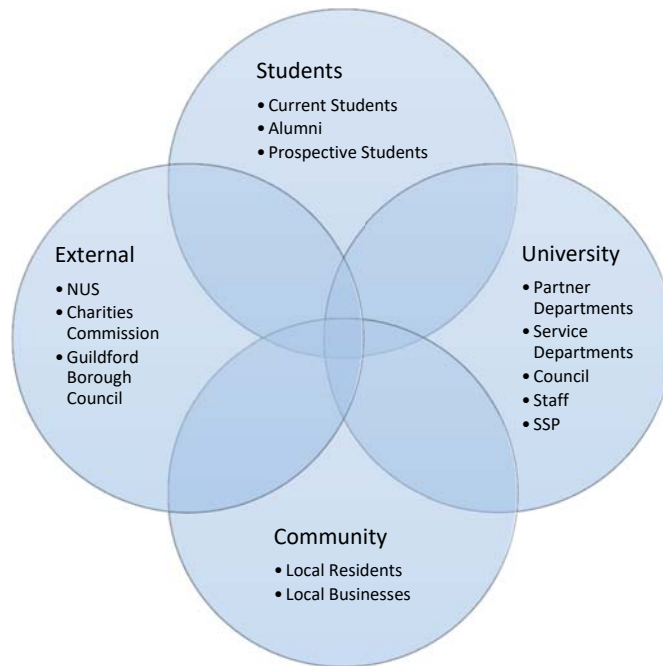 Students
• Current Students
• Alumni
• Prospective Students
External
• NUS
• Charities
Commission
• Guildford
Borough
Council
University
• Partner
Departments
• Service
Departments
• Council
• Staff
• SSP
Community
• Local Residents
• Local Businesses